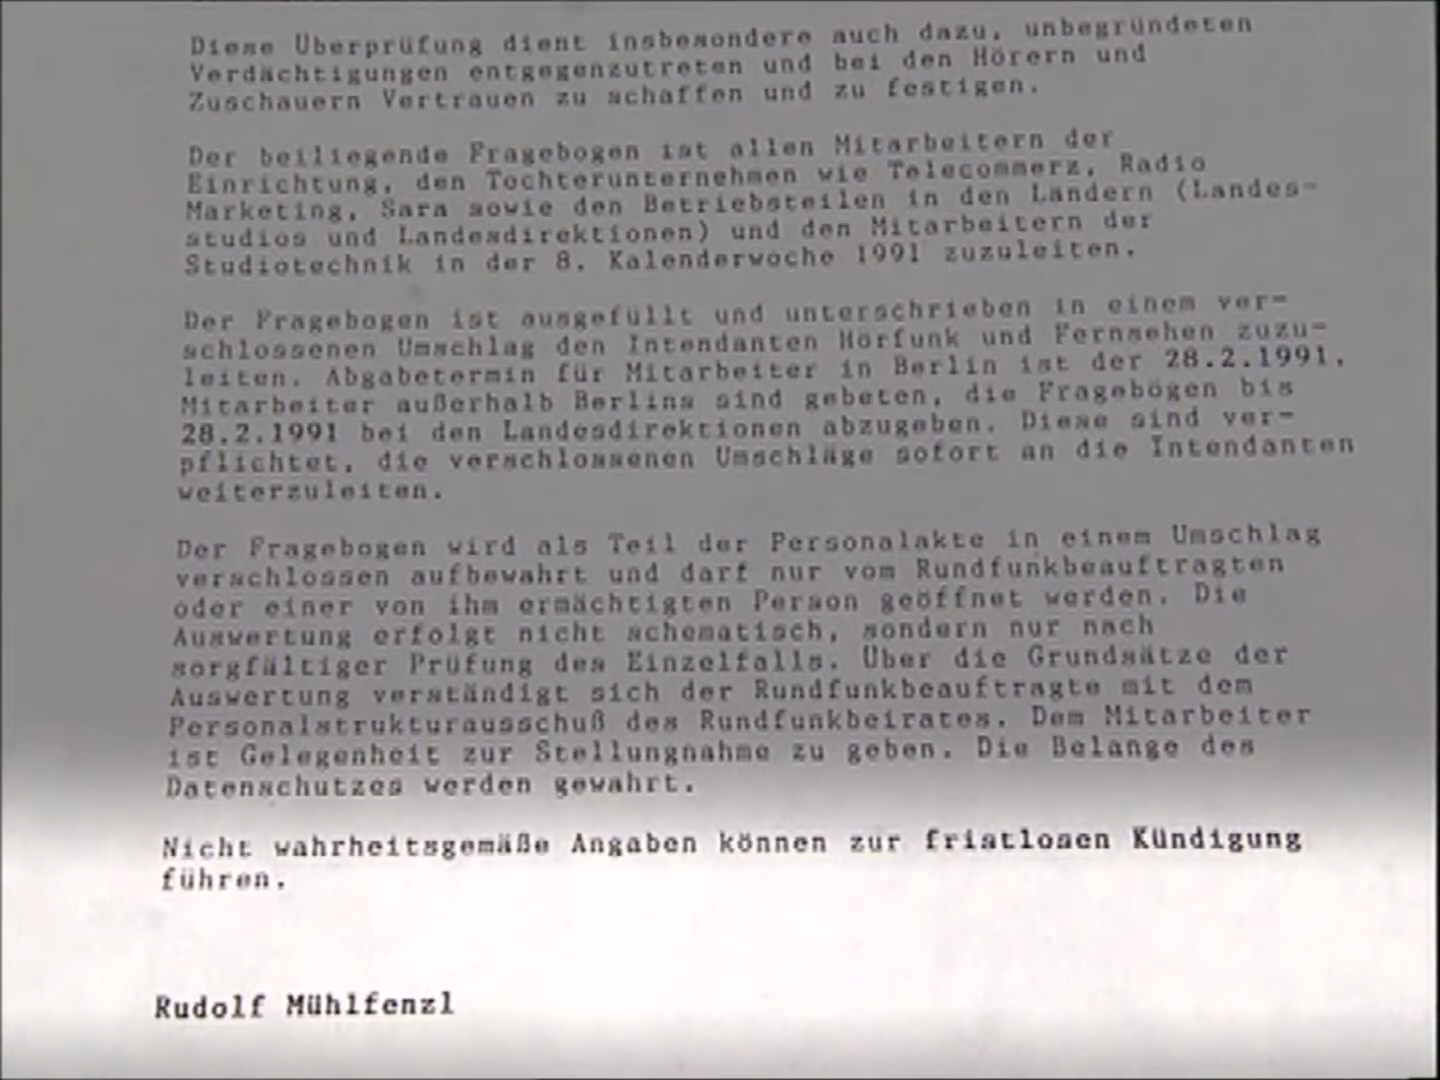 Diese Überprüfung dient insbesondere auch dazu, unbegründeten
Verdächtigungen entgegenzutreten und bei den Hörern und
Zuschauern Vertrauen zu schaffen und zu festigen.
Der beiliegende Fragebogen ist allen Mitarbeitern der
Einrichtung, den Tochterunternehmen wie Telecommerz, Radio
Marketing, Sara sowie den Betriebsteilen in den Ländern (Landes-
studios und Landesdirektionen) und den Mitarbeitern der
Studiotechnik in der 8. Kalenderwoche 1991 zuzuleiten.
Der Fragebogen ist ausgefüllt und unterschrieben in einem ver-
schlossenen Umschlag den Intendanten Hörfunk und Fernsehen zuzu-
leiten. Abgabetermin für Mitarbeiter in Berlin ist der 28.2.1991.
Mitarbeiter außerhalb Berlins sind gebeten, die Fragebögen bis
28.2.1991 bei den Landesdirektionen abzugeben. Diese sind ver-
pflichtet, die verschlossenen Umschläge sofort an die Intendanten
weiterzuleiten.
Der Fragebogen wird als Teil der Personalakte in einem Umschlag
verschlossen aufbewahrt und darf nur vom Rundfunkbeauftragten
oder einer von ihm ermächtigten Person geöffnet werden. Die
Auswertung erfolgt nicht schematisch, sondern nur nach
sorgfältiger Prüfung des Einzelfalls. Über die Grundsätze der
Auswertung verständigt sich der Rundfunkbeauftragte mit dem
Personalstrukturausschuß des Rundfunkbeirates. Dem Mitarbeiter
ist Gelegenheit zur Stellungnahme zu geben. Die Belange des
Datenschutzes werden gewahrt.
Nicht wahrheitsgemäße Angaben können zur fristlosen Kündigung
führen.
Rudolf Mühlfenzl